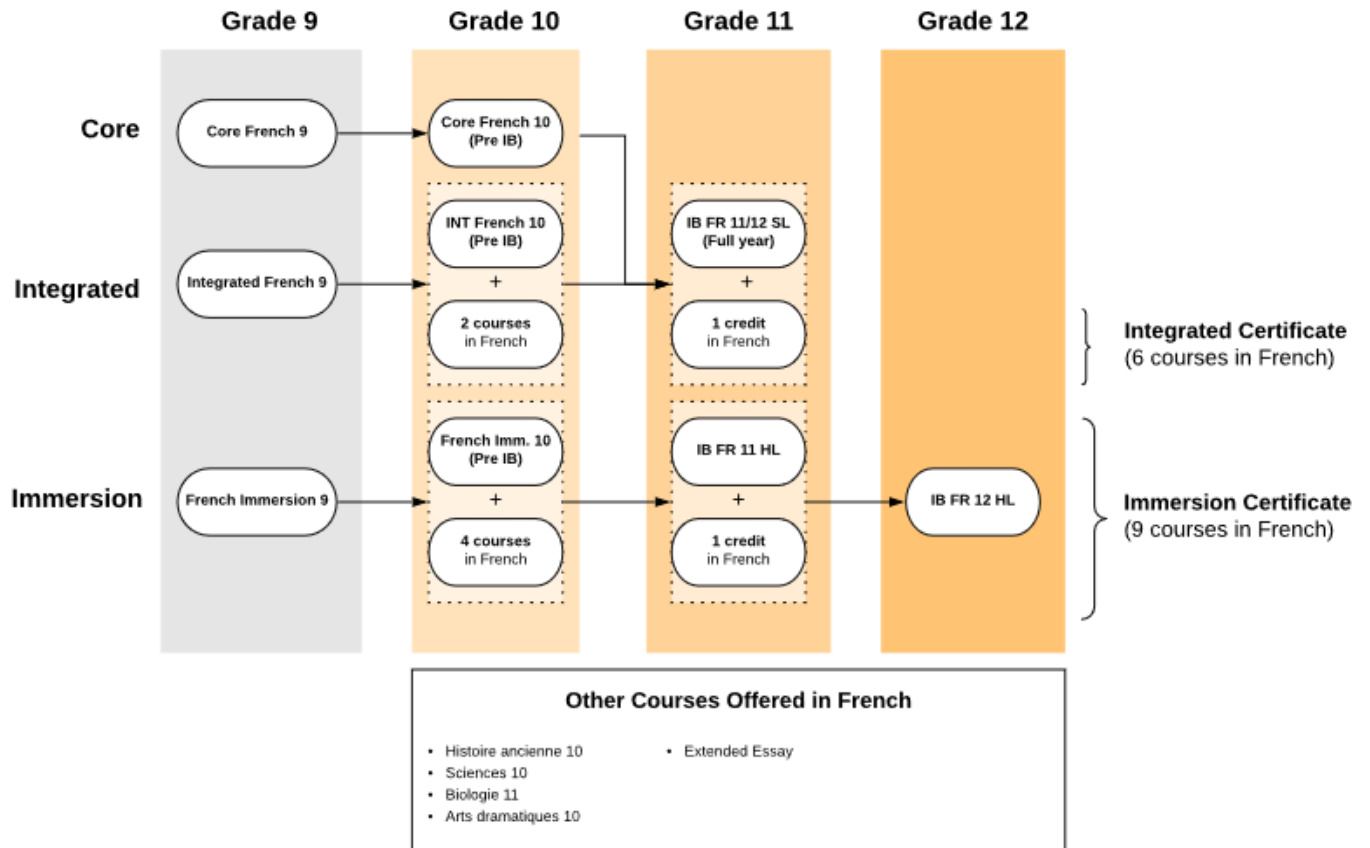 Grade 9
Grade 10
Grade 11
Grade 12
Core
Core French 9
Core French 10
(Pre IB)
Integrated
Integrated French 9
INT French 10
(Pre IB)
+
2 courses
in French
IB FR 11/12 SL
(Full year)
+
1 credit
in French
Integrated Certificate
(6 courses in French)
Immersion
French Immersion 9
French Imm. 10
(Pre IB)
+
4 courses
in French
IB FR 11 HL
+
1 credit
in French
IB FR 12 HL
Immersion Certificate
(9 courses in French)
Other Courses Offered in French
• Histoire ancienne 10
• Sciences 10
• Biologie 11
• Arts dramatiques 10
• Extended Essay